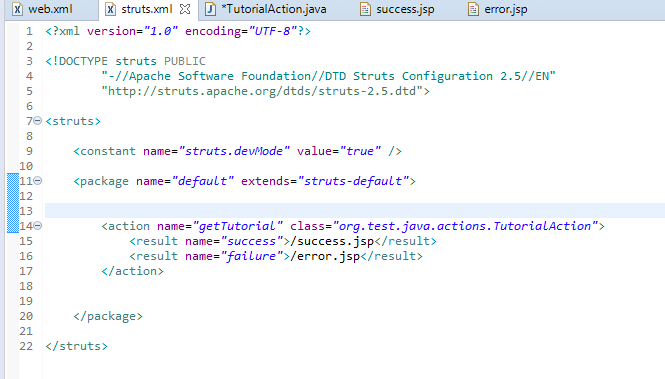 web.xml struts.xml *TutorialAction.java success.jsp error.jsp
1 <?xml version="1.0" encoding="UTF-8"?>
2
3 <!DOCTYPE struts PUBLIC
4 "-//Apache Software Foundation//DTD Struts Configuration 2.5//EN"
5 "http://struts.apache.org/dtds/struts-2.5.dtd">
6
7 <struts>
8
9 <constant name="struts.devMode" value="true" />
10
11 <package name="default" extends="struts-default">
12
13
14 <action name="getTutorial" class="org.test.java.actions.TutorialAction">
15 <result name="success">/success.jsp</result>
16 <result name="failure">/error.jsp</result>
17 </action>
18
19
20 </package>
21
22 </struts>